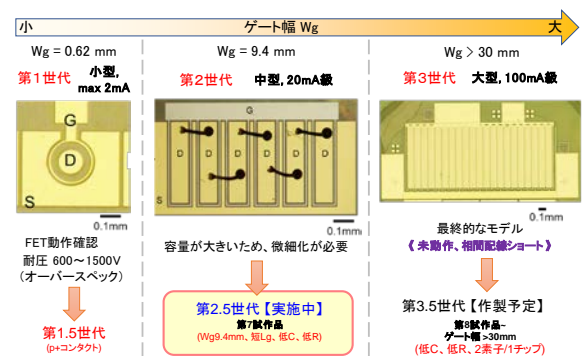 小 ゲート幅 Wg 大
Wg = 0.62 mm
第1世代 小型,
max 2mA
G
D
S
0.1mm
FET動作確認
耐圧 600～1500V
(オーバースペック)
第1.5世代
(p+コンタクト)
Wg = 9.4 mm
第2世代 中型, 20mA級
G
D D D D D D
S
0.1mm
容量が大きいため、微細化が必要
第2.5世代【実施中】
第7試作品
(Wg9.4mm、短Lg、低C、低R)
Wg > 30 mm
第3世代 大型, 100mA級
0.1mm
最終的なモデル
《 未動作、相間配線ショート》
第3.5世代【作製予定】
第8試作品~
ゲート幅 >30mm
(低C、低R、2素子/1チップ)